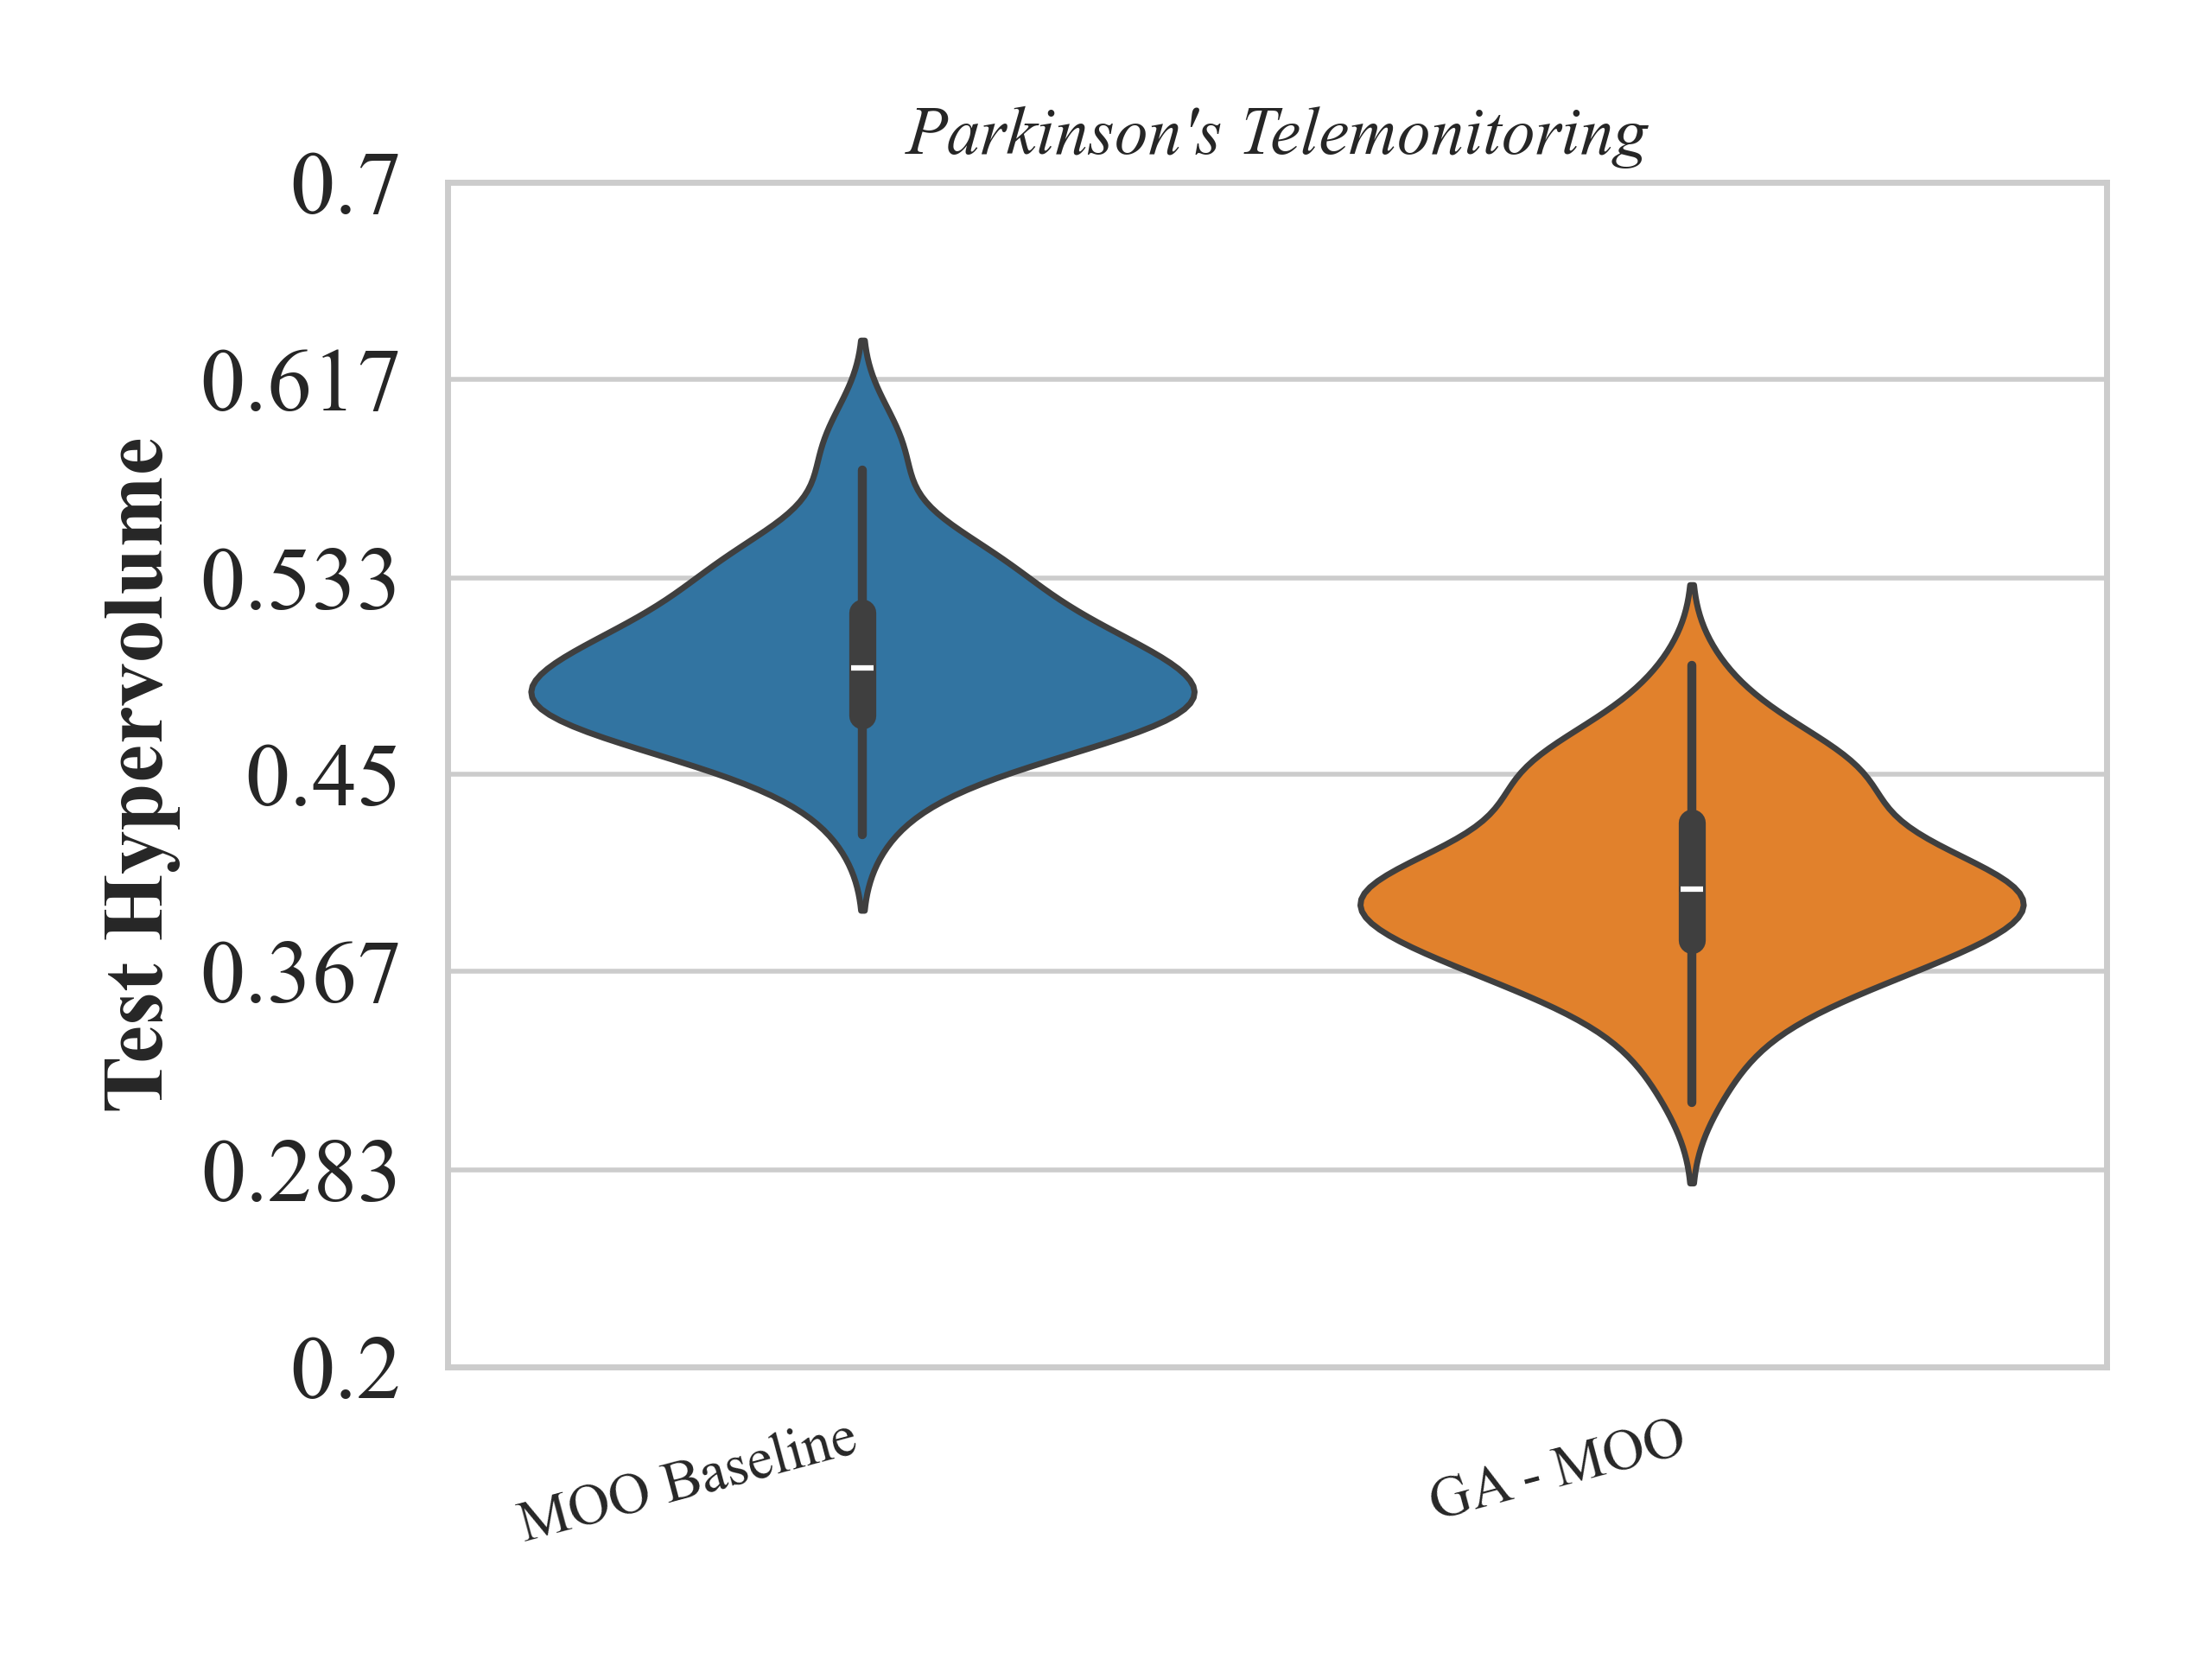 Parkinson's Telemonitoring
Test Hypervolume
0.7
0.617
0.533
0.45
0.367
0.283
0.2
MOO Baseline
GA - MOO